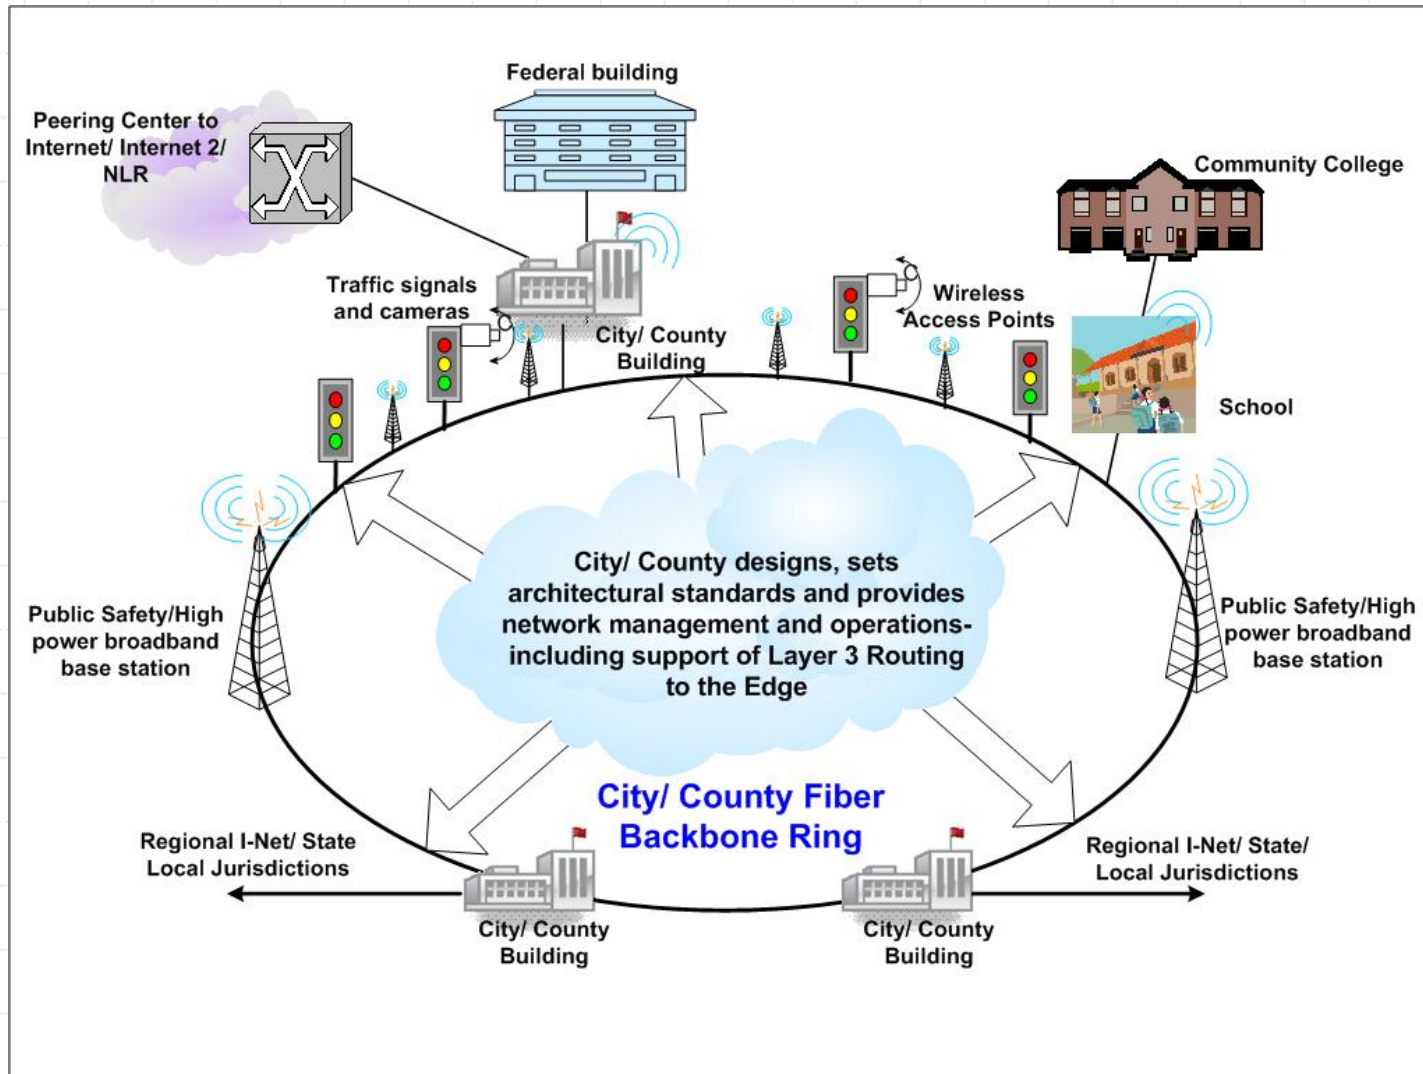 Federal building
Peering Center to
Internet/ Internet 2/
NLR
Community College
Traffic signals
and cameras
Wireless
Access Points
City/ County
Building
School
City/ County designs, sets
architectural standards and provides
network management and operations-
including support of Layer 3 Routing
to the Edge
Public Safety/High
power broadband
base station
Public Safety/High
power broadband
base station
City/ County Fiber
Backbone Ring
Regional I-Net/ State
Local Jurisdictions
Regional I-Net/ State/
Local Jurisdictions
City/ County
Building
City/ County
Building